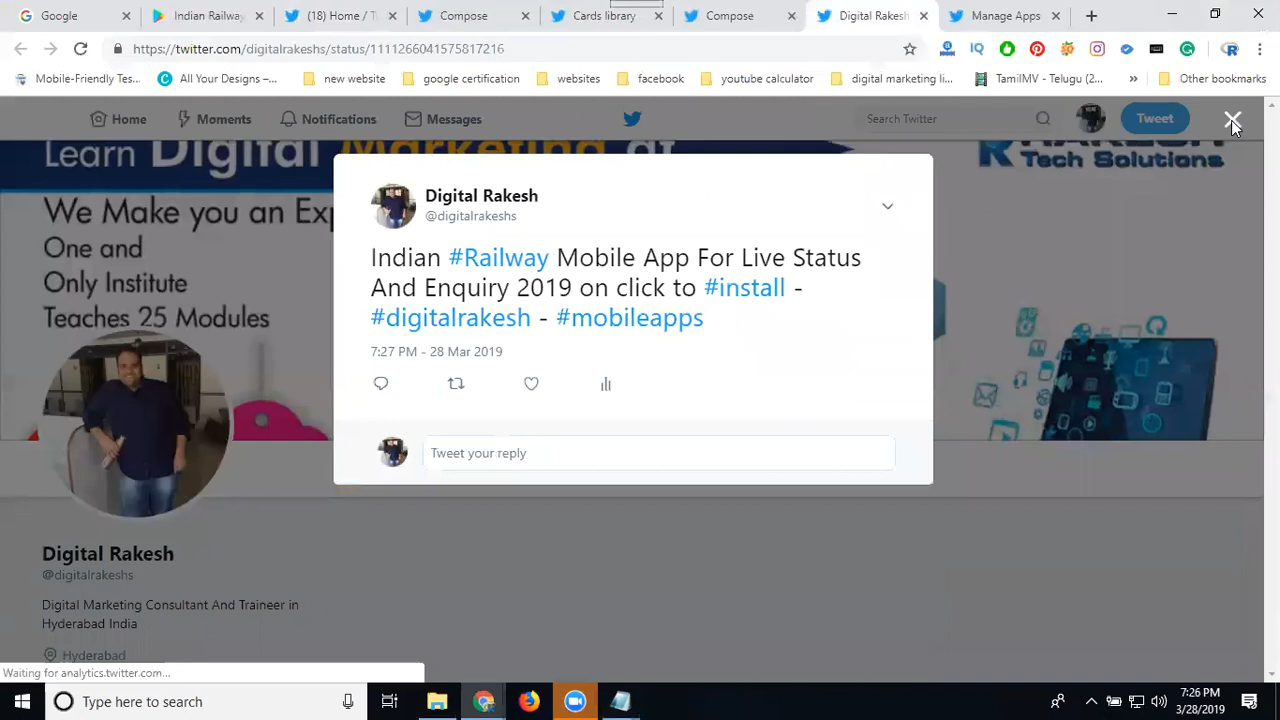 Google
Indian Railway
(18) Home / T
Compose
Cards library
Compose
Digital Rakesh
Manage Apps
https://twitter.com/digitalrakeshs/status/1111266041575817216
Mobile-Friendly Tes...
All Your Designs –...
new website
google certification
websites
facebook
youtube calculator
digital marketing li...
TamilMV - Telugu (2...
»
Other bookmarks
Home
Moments
Notifications
Messages
Search Twitter
Tweet
Learn Digital Marketing at
Tech Solutions
We Make you an Exp
One and
Only Institute
Teaches 25 Modules
Digital Rakesh
@digitalrakeshs
Indian #Railway Mobile App For Live Status
And Enquiry 2019 on click to #install -
#digitalrakesh - #mobileapps
7:27 PM - 28 Mar 2019
Tweet your reply
Digital Rakesh
@digitalrakeshs
Digital Marketing Consultant And Traineer in
Hyderabad India
Hyderabad
Waiting for analytics.twitter.com...
Type here to search
7:26 PM
3/28/2019